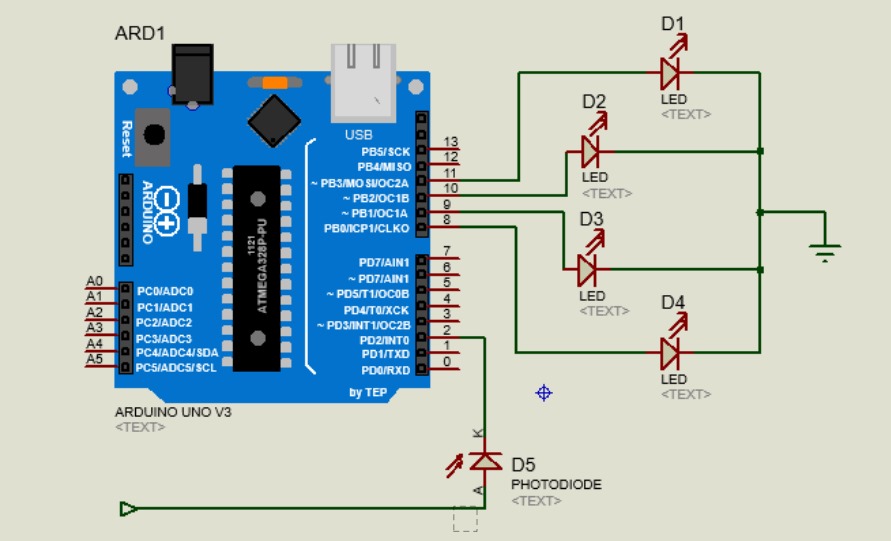 ARD1
D1
LED
<TEXT>
D2
LED
<TEXT>
D3
LED
<TEXT>
D4
LED
<TEXT>
Reset
USB
ARDUINO
1121
ATMEGA328P-PU
PB5/SCK 13
PB4/MISO 12
~ PB3/MOSI/OC2A 11
~ PB2/OC1B 10
~ PB1/OC1A 9
PB0/ICP1/CLKO 8
PD7/AIN1 7
~ PD7/AIN1 6
~ PD5/T1/OC0B 5
PD4/T0/XCK 4
~ PD3/INT1/OC2B 3
PD2/INT0 2
PD1/TXD 1
PD0/RXD 0
A0 PC0/ADC0
A1 PC1/ADC1
A2 PC2/ADC2
A3 PC3/ADC3
A4 PC4/ADC4/SDA
A5 PC5/ADC5/SCL
by TEP
ARDUINO UNO V3
<TEXT>
K
A
D5
PHOTODIODE
<TEXT>